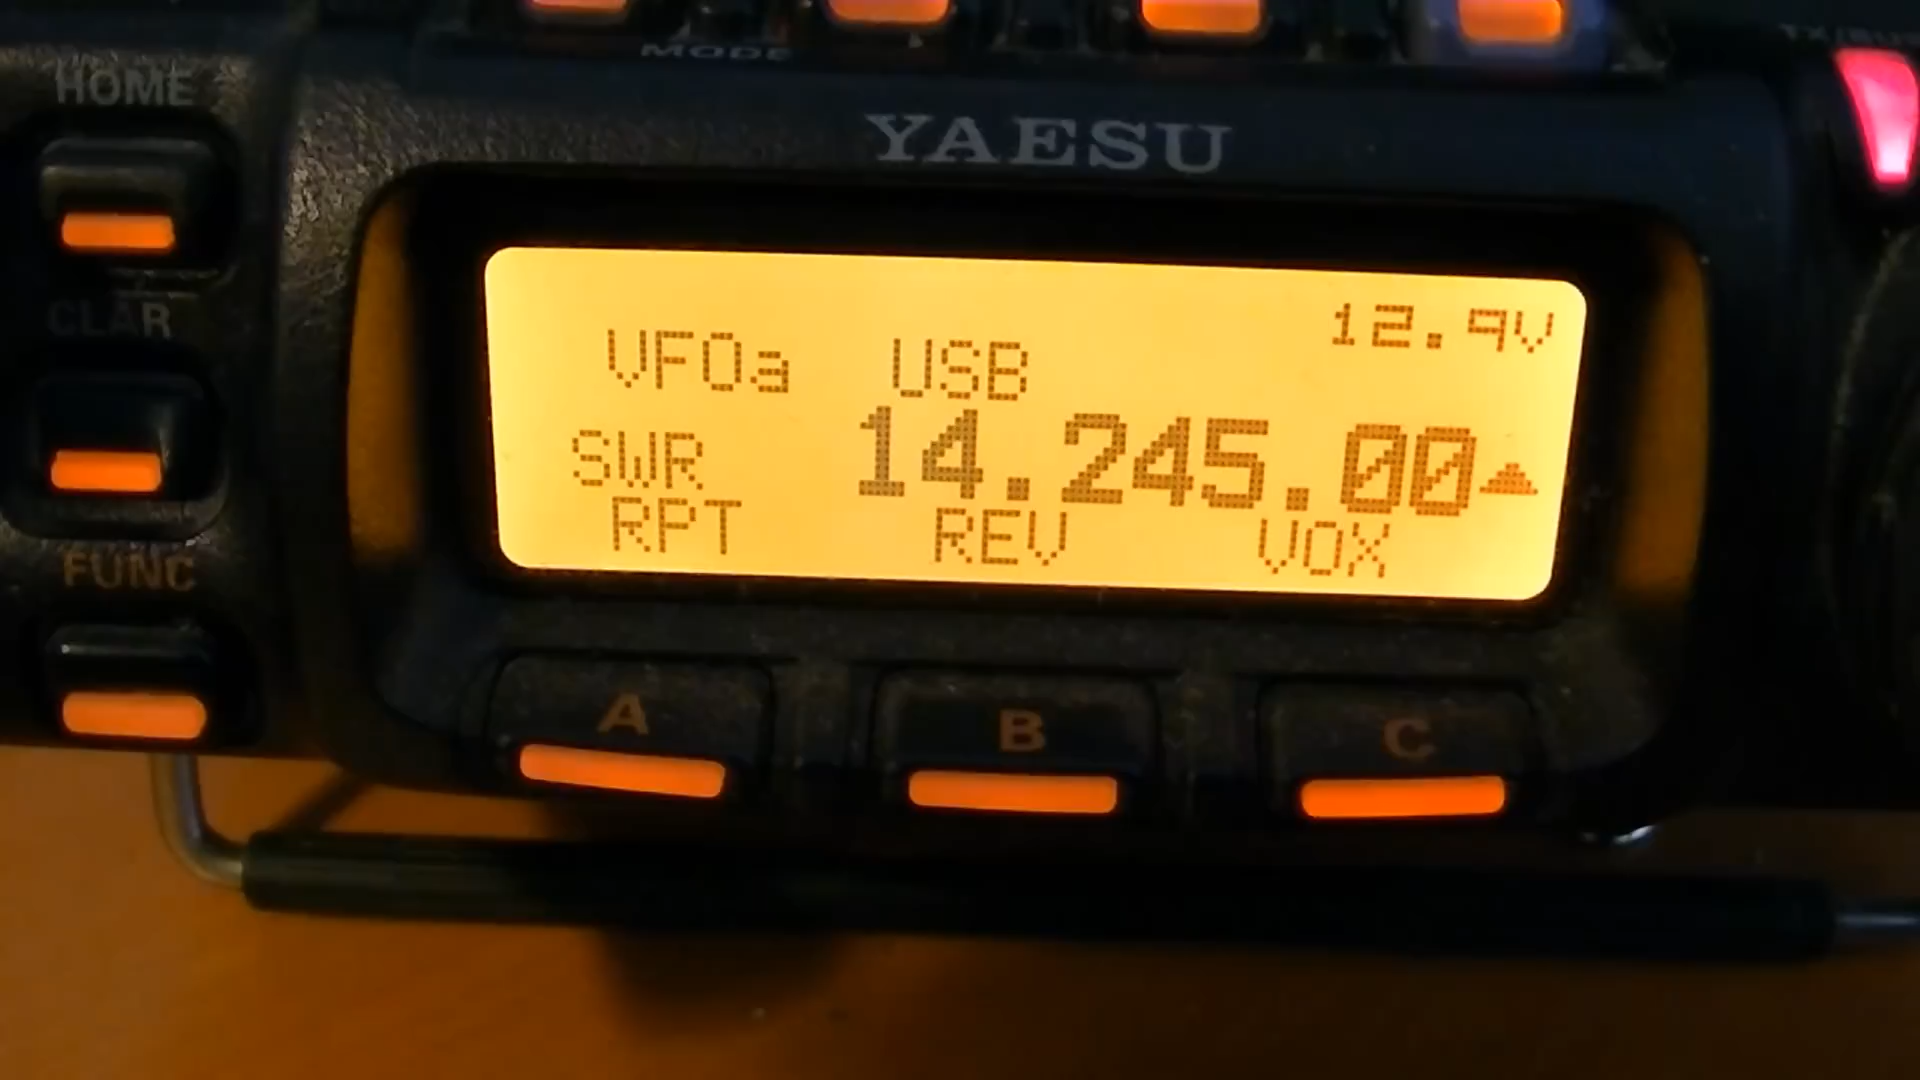 MODE
HOME
YAESU
12.9V
VFOa USB
CLAR
SWR 14.245.00
RPT REV VOX
FUNC
A B C